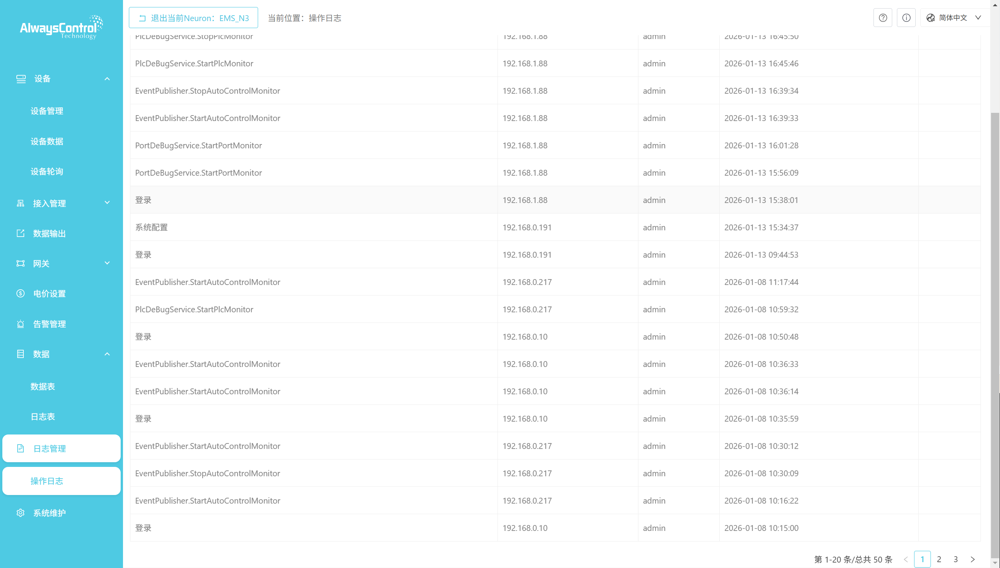 AlwaysControl
Technology
设备
设备管理
设备数据
设备轮询
接入管理
数据输出
网关
电价设置
告警管理
数据
数据表
日志表
日志管理
操作日志
系统维护
退出当前Neuron：EMS_N3 当前位置：操作日志 简体中文
PlcDeBugService.StopPlcMonitor 192.168.1.88 admin 2026-01-13 16:45:50
PlcDeBugService.StartPlcMonitor 192.168.1.88 admin 2026-01-13 16:45:46
EventPublisher.StopAutoControlMonitor 192.168.1.88 admin 2026-01-13 16:39:34
EventPublisher.StartAutoControlMonitor 192.168.1.88 admin 2026-01-13 16:39:33
PortDeBugService.StartPortMonitor 192.168.1.88 admin 2026-01-13 16:01:28
PortDeBugService.StartPortMonitor 192.168.1.88 admin 2026-01-13 15:56:09
登录 192.168.1.88 admin 2026-01-13 15:38:01
系统配置 192.168.0.191 admin 2026-01-13 15:34:37
登录 192.168.0.191 admin 2026-01-13 09:44:53
EventPublisher.StartAutoControlMonitor 192.168.0.217 admin 2026-01-08 11:17:44
PlcDeBugService.StartPlcMonitor 192.168.0.217 admin 2026-01-08 10:59:32
登录 192.168.0.10 admin 2026-01-08 10:50:48
EventPublisher.StartAutoControlMonitor 192.168.0.10 admin 2026-01-08 10:36:33
EventPublisher.StartAutoControlMonitor 192.168.0.10 admin 2026-01-08 10:36:14
登录 192.168.0.10 admin 2026-01-08 10:35:59
EventPublisher.StartAutoControlMonitor 192.168.0.217 admin 2026-01-08 10:30:12
EventPublisher.StopAutoControlMonitor 192.168.0.217 admin 2026-01-08 10:30:09
EventPublisher.StartAutoControlMonitor 192.168.0.217 admin 2026-01-08 10:16:22
登录 192.168.0.10 admin 2026-01-08 10:15:00
第 1-20 条/总共 50 条 < 1 2 3 >